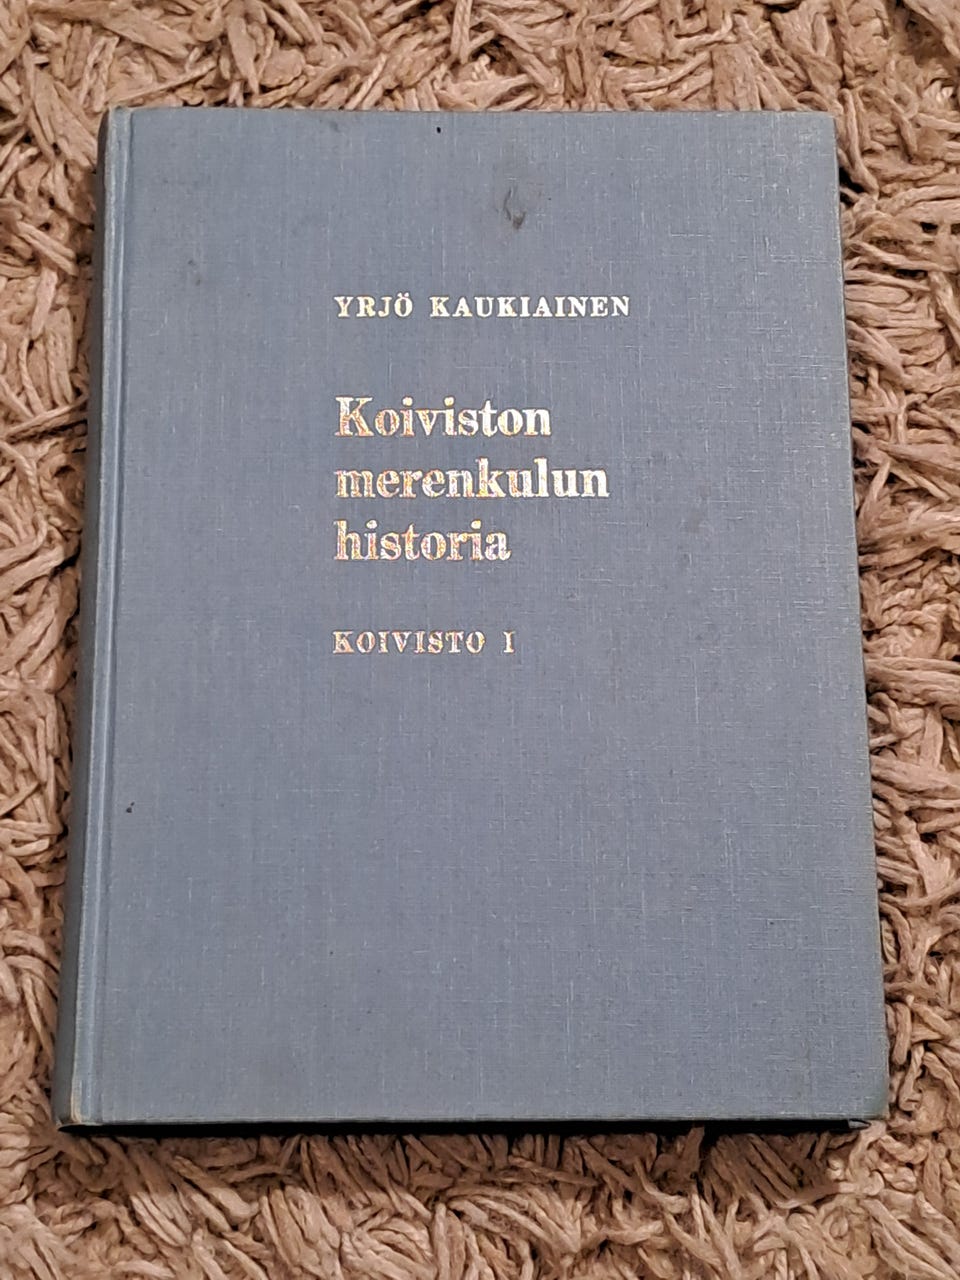 YRJÖ KAUKIAINEN
Koiviston
merenkulun
historia
KOIVISTO I